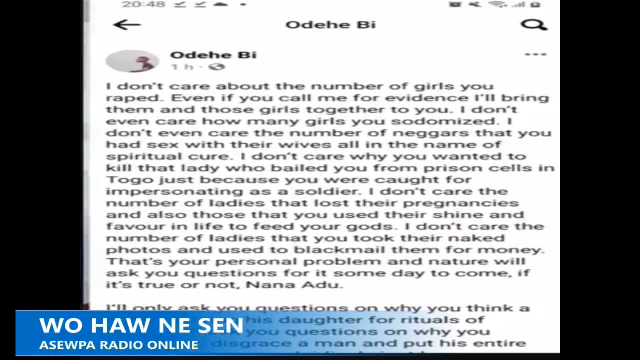 20:48
Odehe Bi
Odehe Bi
1 h
I don't care about the number of girls you
raped. Even if you call me for evidence I'll bring
them and those girls together to you. I don't
even care how many girls you sodomized. I
don't even care the number of neggars that you
had sex with their wives all in the name of
spiritual cure. I don't care why you wanted to
kill that lady who bailed you from prison cells in
Togo just because you were caught for
impersonating as a soldier. I don't care the
number of ladies that lost their pregnancies
and also those that you used their shine and
favour in life to feed your gods. I don't care the
number of ladies that you took their naked
photos and used to blackmail them for money.
That's your personal problem and nature will
ask you questions for it some day to come, if
it's true or not, Nana Adu.
I'll only ask you questions on why you think a
his daughter for rituals of
you questions on why you
disgrace a man and put his entire
WO HAW NE SEN
ASEWPA RADIO ONLINE